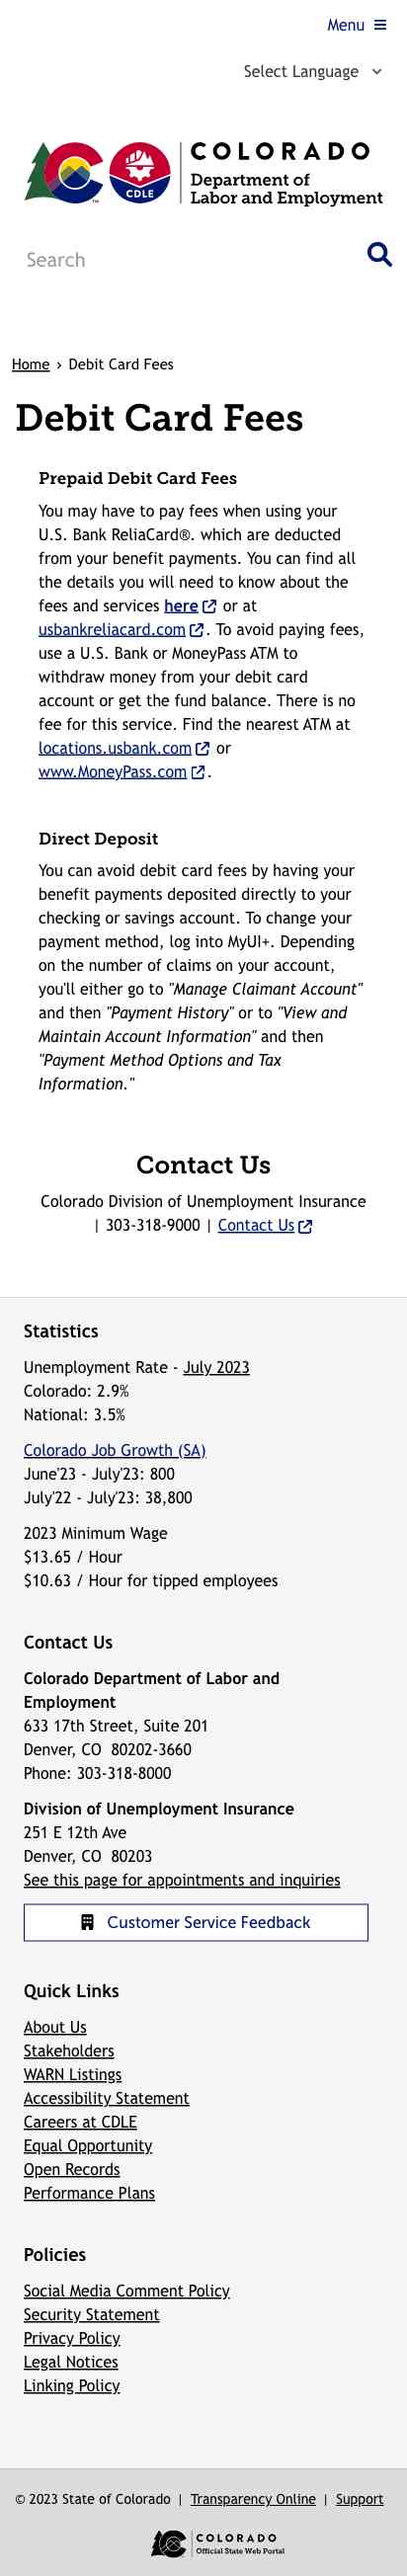 Menu
Select Language
CDLE
COLORADO
Department of
Labor and Employment
Search
Home › Debit Card Fees
Debit Card Fees
Prepaid Debit Card Fees
You may have to pay fees when using your
U.S. Bank ReliaCard®. which are deducted
from your benefit payments. You can find all
the details you will need to know about the
fees and services here or at
usbankreliacard.com. To avoid paying fees,
use a U.S. Bank or MoneyPass ATM to
withdraw money from your debit card
account or get the fund balance. There is no
fee for this service. Find the nearest ATM at
locations.usbank.com or
www.MoneyPass.com.
Direct Deposit
You can avoid debit card fees by having your
benefit payments deposited directly to your
checking or savings account. To change your
payment method, log into MyUI+. Depending
on the number of claims on your account,
you'll either go to "Manage Claimant Account"
and then "Payment History" or to "View and
Maintain Account Information" and then
"Payment Method Options and Tax
Information."
Contact Us
Colorado Division of Unemployment Insurance
| 303-318-9000 | Contact Us
Statistics
Unemployment Rate - July 2023
Colorado: 2.9%
National: 3.5%
Colorado Job Growth (SA)
June'23 - July'23: 800
July'22 - July'23: 38,800
2023 Minimum Wage
$13.65 / Hour
$10.63 / Hour for tipped employees
Contact Us
Colorado Department of Labor and
Employment
633 17th Street, Suite 201
Denver, CO  80202-3660
Phone: 303-318-8000
Division of Unemployment Insurance
251 E 12th Ave
Denver, CO  80203
See this page for appointments and inquiries
Customer Service Feedback
Quick Links
About Us
Stakeholders
WARN Listings
Accessibility Statement
Careers at CDLE
Equal Opportunity
Open Records
Performance Plans
Policies
Social Media Comment Policy
Security Statement
Privacy Policy
Legal Notices
Linking Policy
© 2023 State of Colorado | Transparency Online | Support
COLORADO
Official State Web Portal